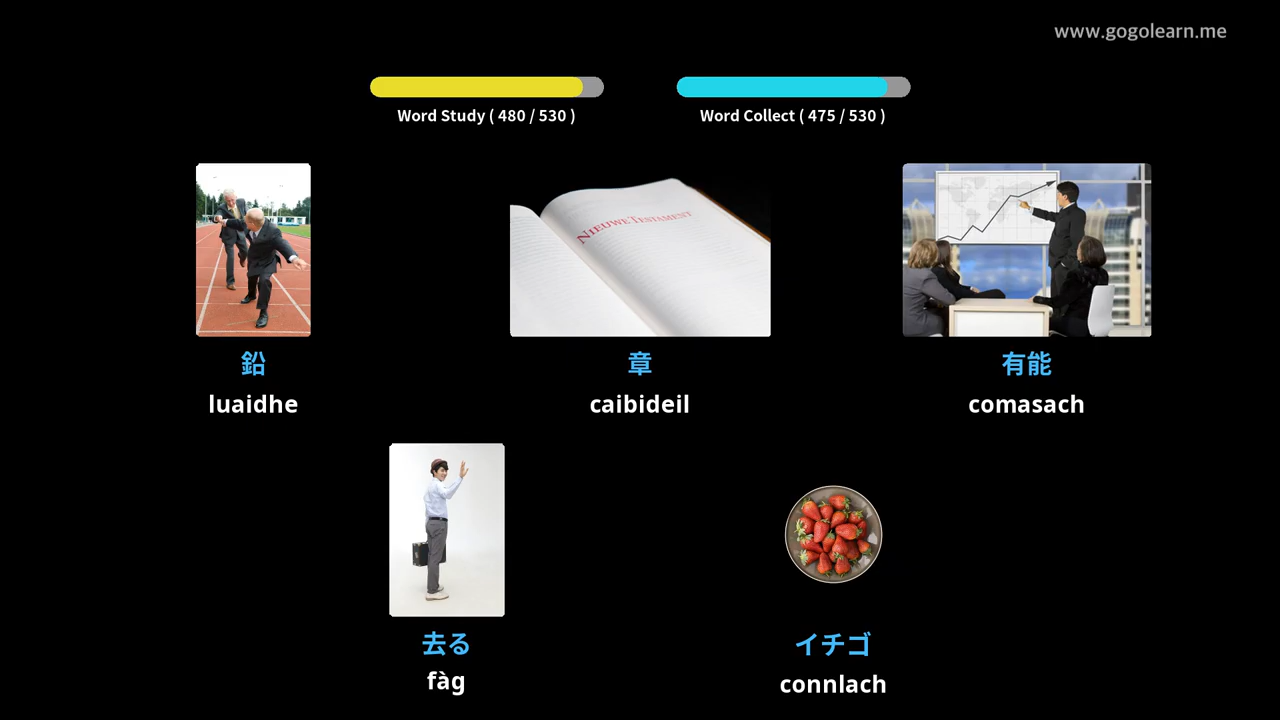 www.gogolearn.me
Word Study ( 480 / 530 )
Word Collect ( 475 / 530 )
NIEUWE TESTAMENT
鉛
luaidhe
章
caibideil
有能
comasach
去る
fàg
イチゴ
connlach